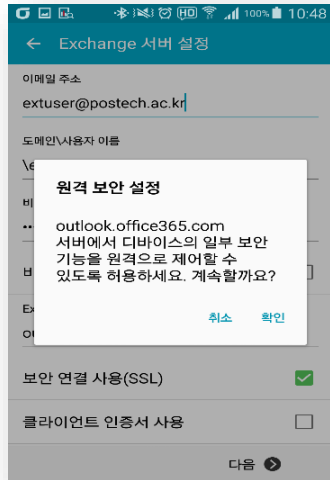 100% 10:48
Exchange 서버 설정
이메일 주소
extuser@postech.ac.kr
도메인\사용자 이름
원격 보안 설정
outlook.office365.com
서버에서 디바이스의 일부 보안
기능을 원격으로 제어할 수
있도록 허용하세요. 계속할까요?
취소 확인
보안 연결 사용(SSL)
클라이언트 인증서 사용
다음